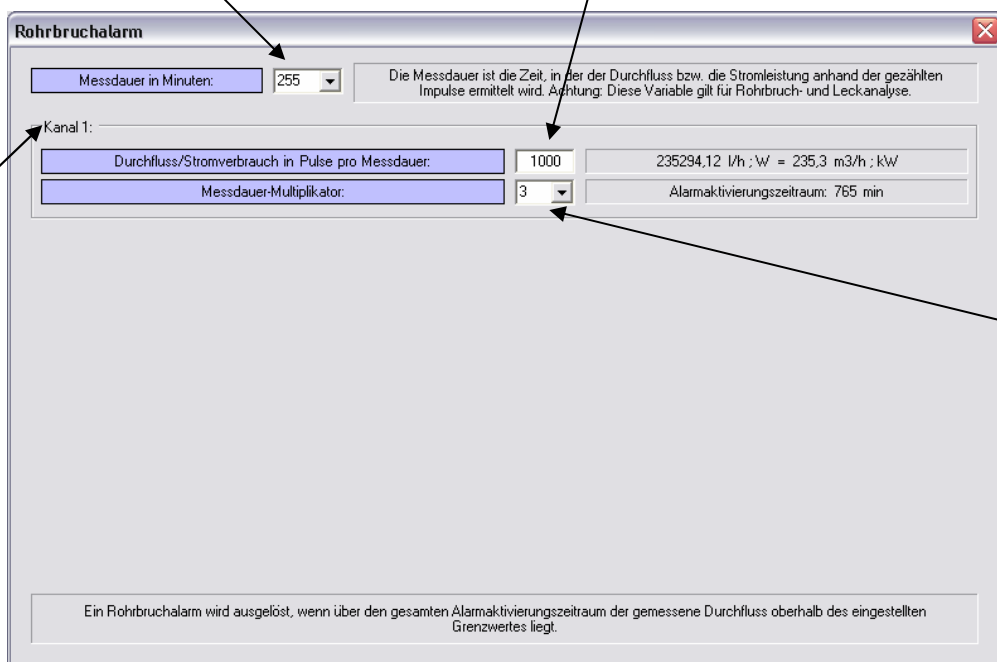 Rohrbruchalarm
Messdauer in Minuten:
255
Die Messdauer ist die Zeit, in der der Durchfluss bzw. die Stromleistung anhand der gezählten
Impulse ermittelt wird. Achtung: Diese Variable gilt für Rohrbruch- und Leckanalyse.
Kanal 1:
Durchfluss/Stromverbrauch in Pulse pro Messdauer:
1000
235294,12 l/h ; W = 235,3 m3/h ; kW
Messdauer-Multiplikator:
3
Alarmaktivierungszeitraum: 765 min
Ein Rohrbruchalarm wird ausgelöst, wenn über den gesamten Alarmaktivierungszeitraum der gemessene Durchfluss oberhalb des eingestellten
Grenzwertes liegt.